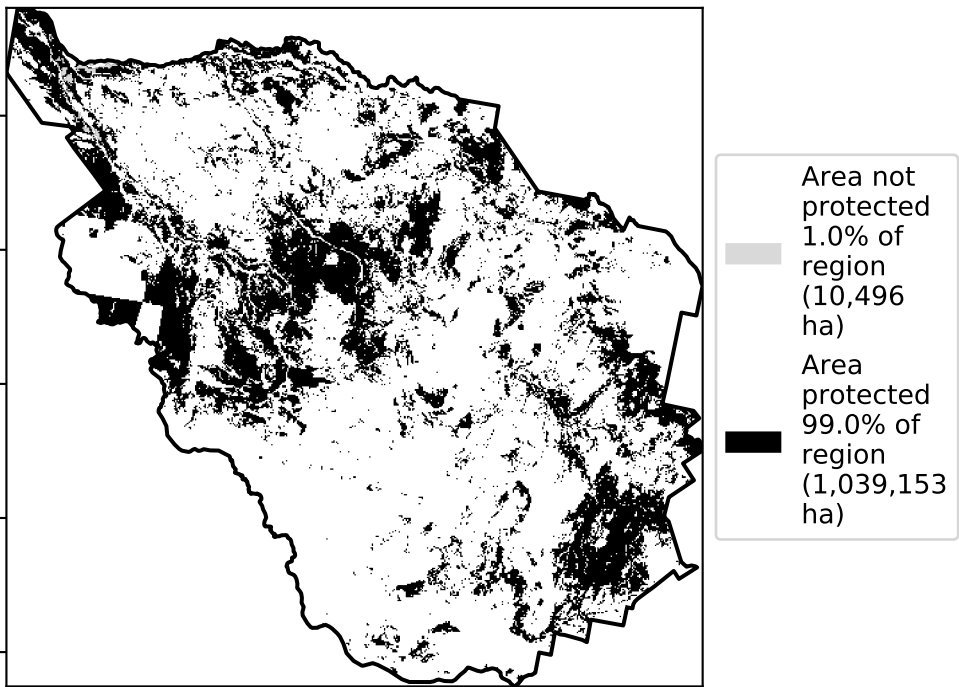 Area not
protected
1.0% of
region
(10,496
ha)
Area
protected
99.0% of
region
(1,039,153
ha)